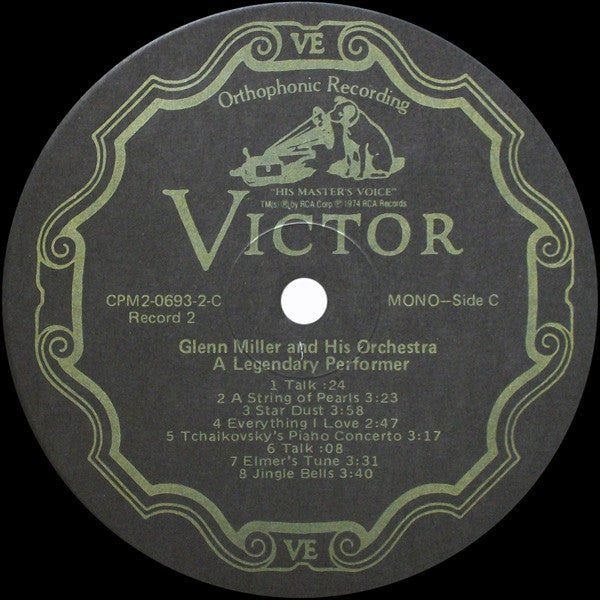 VE
Orthophonic Recording
"HIS MASTER'S VOICE"
TM(s) ® by RCA Corp ℗ 1974 RCA Records
VICTOR
CPM2-0693-2-C
Record 2
MONO—Side C
Glenn Miller and His Orchestra
A Legendary Performer
1 Talk :24
2 A String of Pearls 3:23
3 Star Dust 3:58
4 Everything I Love 2:47
5 Tchaikovsky's Piano Concerto 3:17
6 Talk :08
7 Elmer's Tune 3:31
8 Jingle Bells 3:40
VE